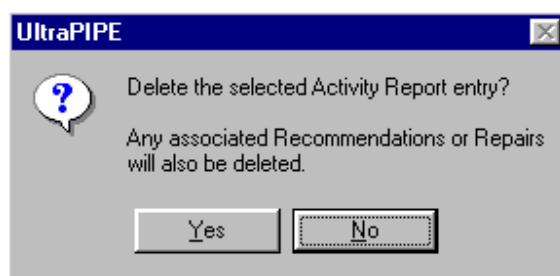 UltraPIPE
Delete the selected Activity Report entry?
Any associated Recommendations or Repairs
will also be deleted.
Yes
No